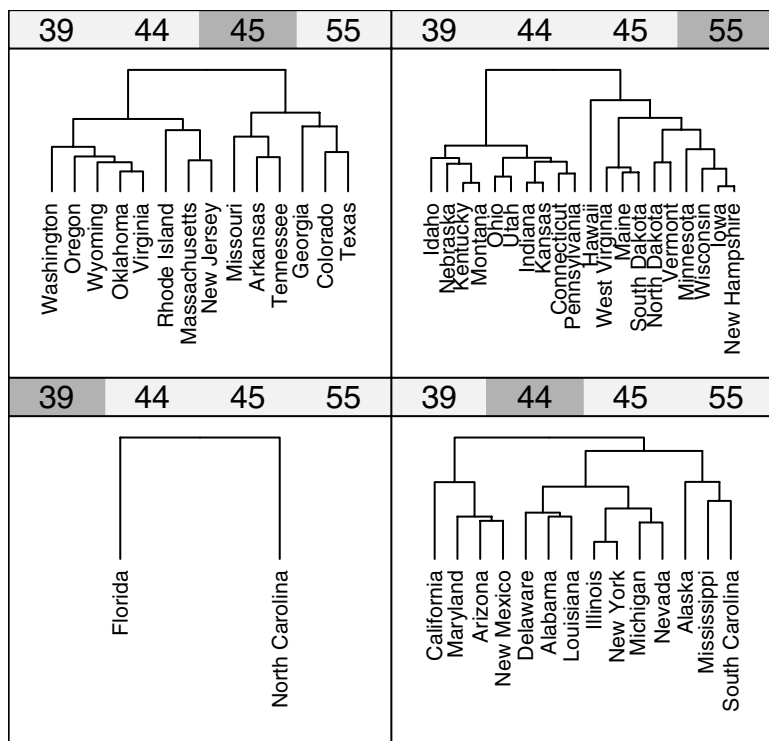 39 44 45 55
39 44 45 55
Washington
Oregon
Wyoming
Oklahoma
Virginia
Rhode Island
Massachusetts
New Jersey
Missouri
Arkansas
Tennessee
Georgia
Colorado
Texas
Idaho
Nebraska
Kentucky
Montana
Ohio
Utah
Indiana
Kansas
Connecticut
Pennsylvania
Hawaii
West Virginia
Maine
South Dakota
North Dakota
Vermont
Minnesota
Wisconsin
Iowa
New Hampshire
39 44 45 55
39 44 45 55
Florida
North Carolina
California
Maryland
Arizona
New Mexico
Delaware
Alabama
Louisiana
Illinois
New York
Michigan
Nevada
Alaska
Mississippi
South Carolina